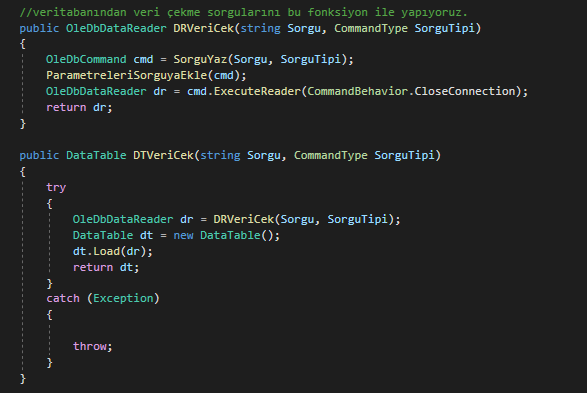 //veritabanından veri çekme sorgularını bu fonksiyon ile yapıyoruz.
public OleDbDataReader DRVeriCek(string Sorgu, CommandType SorguTipi)
{
OleDbCommand cmd = SorguYaz(Sorgu, SorguTipi);
ParametreleriSorguyaEkle(cmd);
OleDbDataReader dr = cmd.ExecuteReader(CommandBehavior.CloseConnection);
return dr;
}
public DataTable DTVeriCek(string Sorgu, CommandType SorguTipi)
{
try
{
OleDbDataReader dr = DRVeriCek(Sorgu, SorguTipi);
DataTable dt = new DataTable();
dt.Load(dr);
return dt;
}
catch (Exception)
{
throw;
}
}